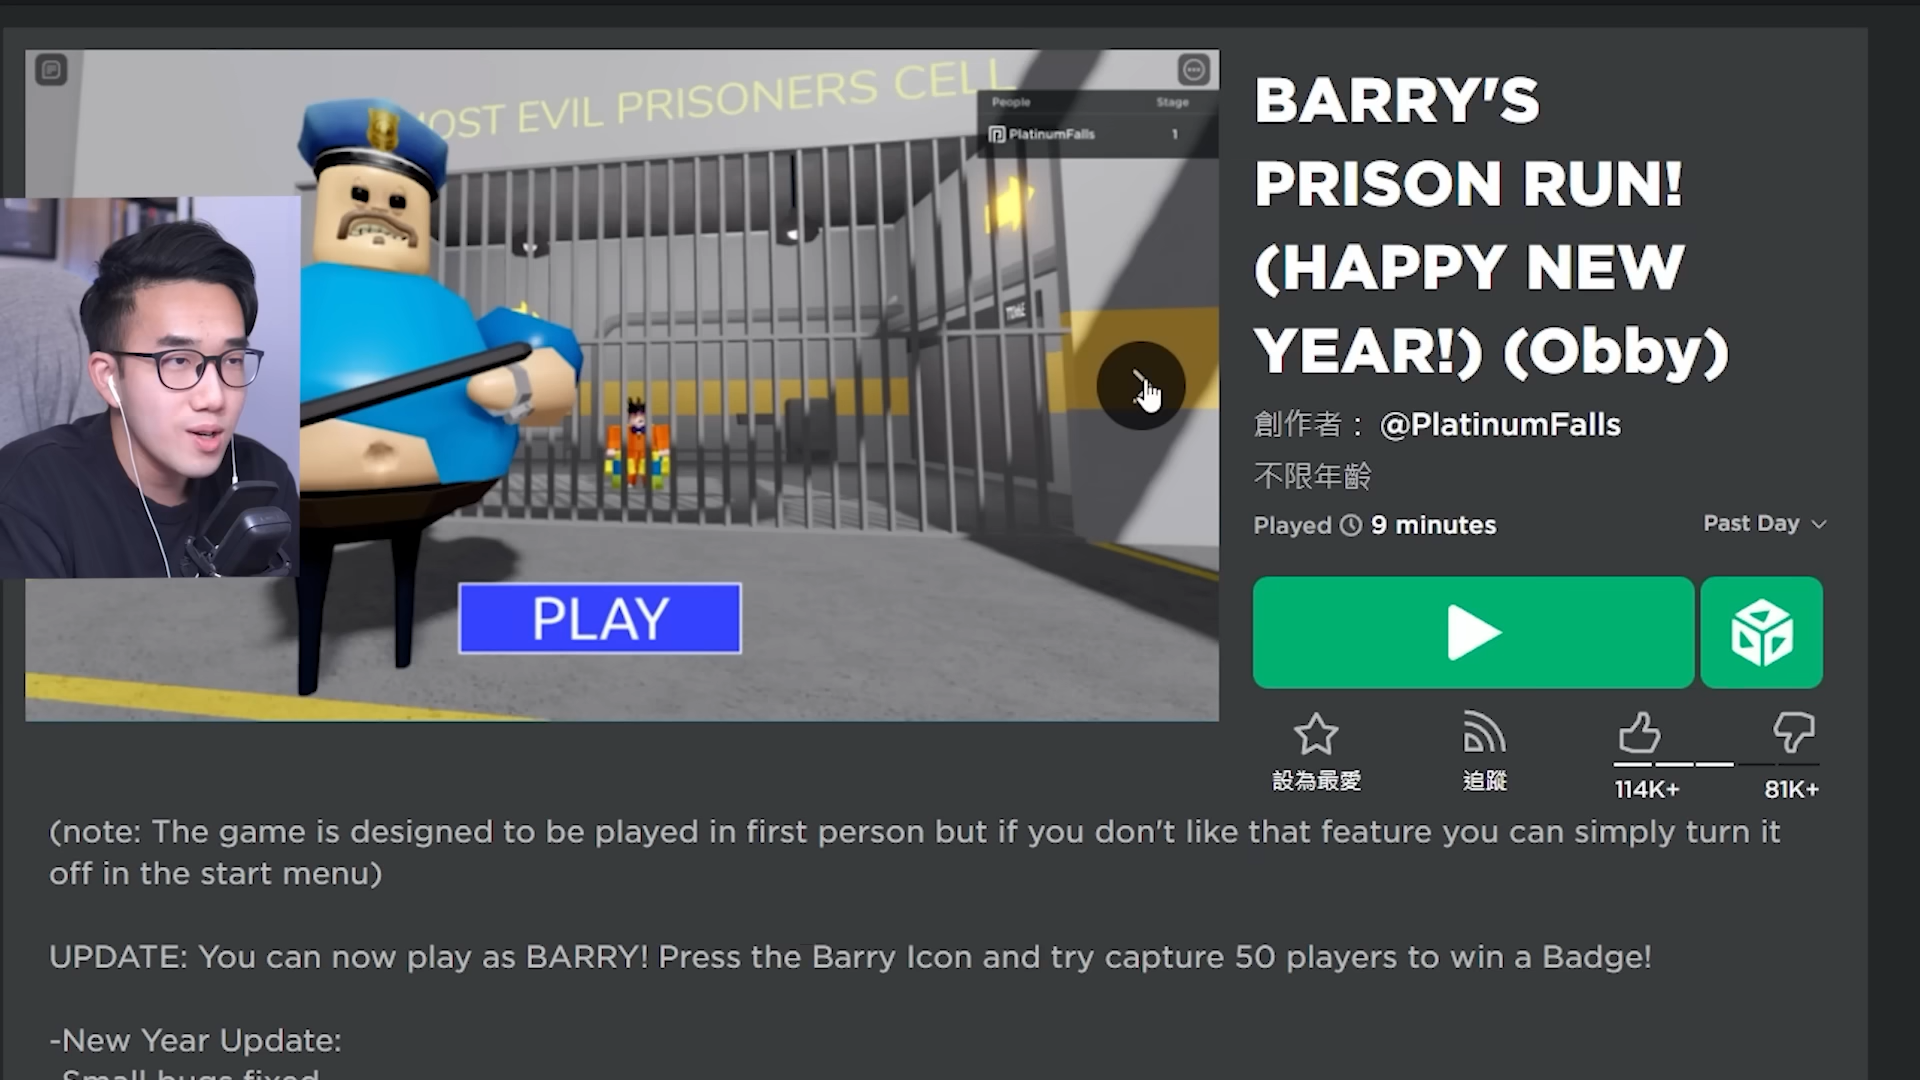 MOST EVIL PRISONERS CELL
People Stage
PlatinumFalls 1
PLAY
BARRY'S
PRISON RUN!
(HAPPY NEW
YEAR!) (Obby)
創作者： @PlatinumFalls
不限年齡
Played 9 minutes
Past Day
設為最愛
追蹤
114K+
81K+
(note: The game is designed to be played in first person but if you don't like that feature you can simply turn it
off in the start menu)
UPDATE: You can now play as BARRY! Press the Barry Icon and try capture 50 players to win a Badge!
-New Year Update:
-Small bugs fixed